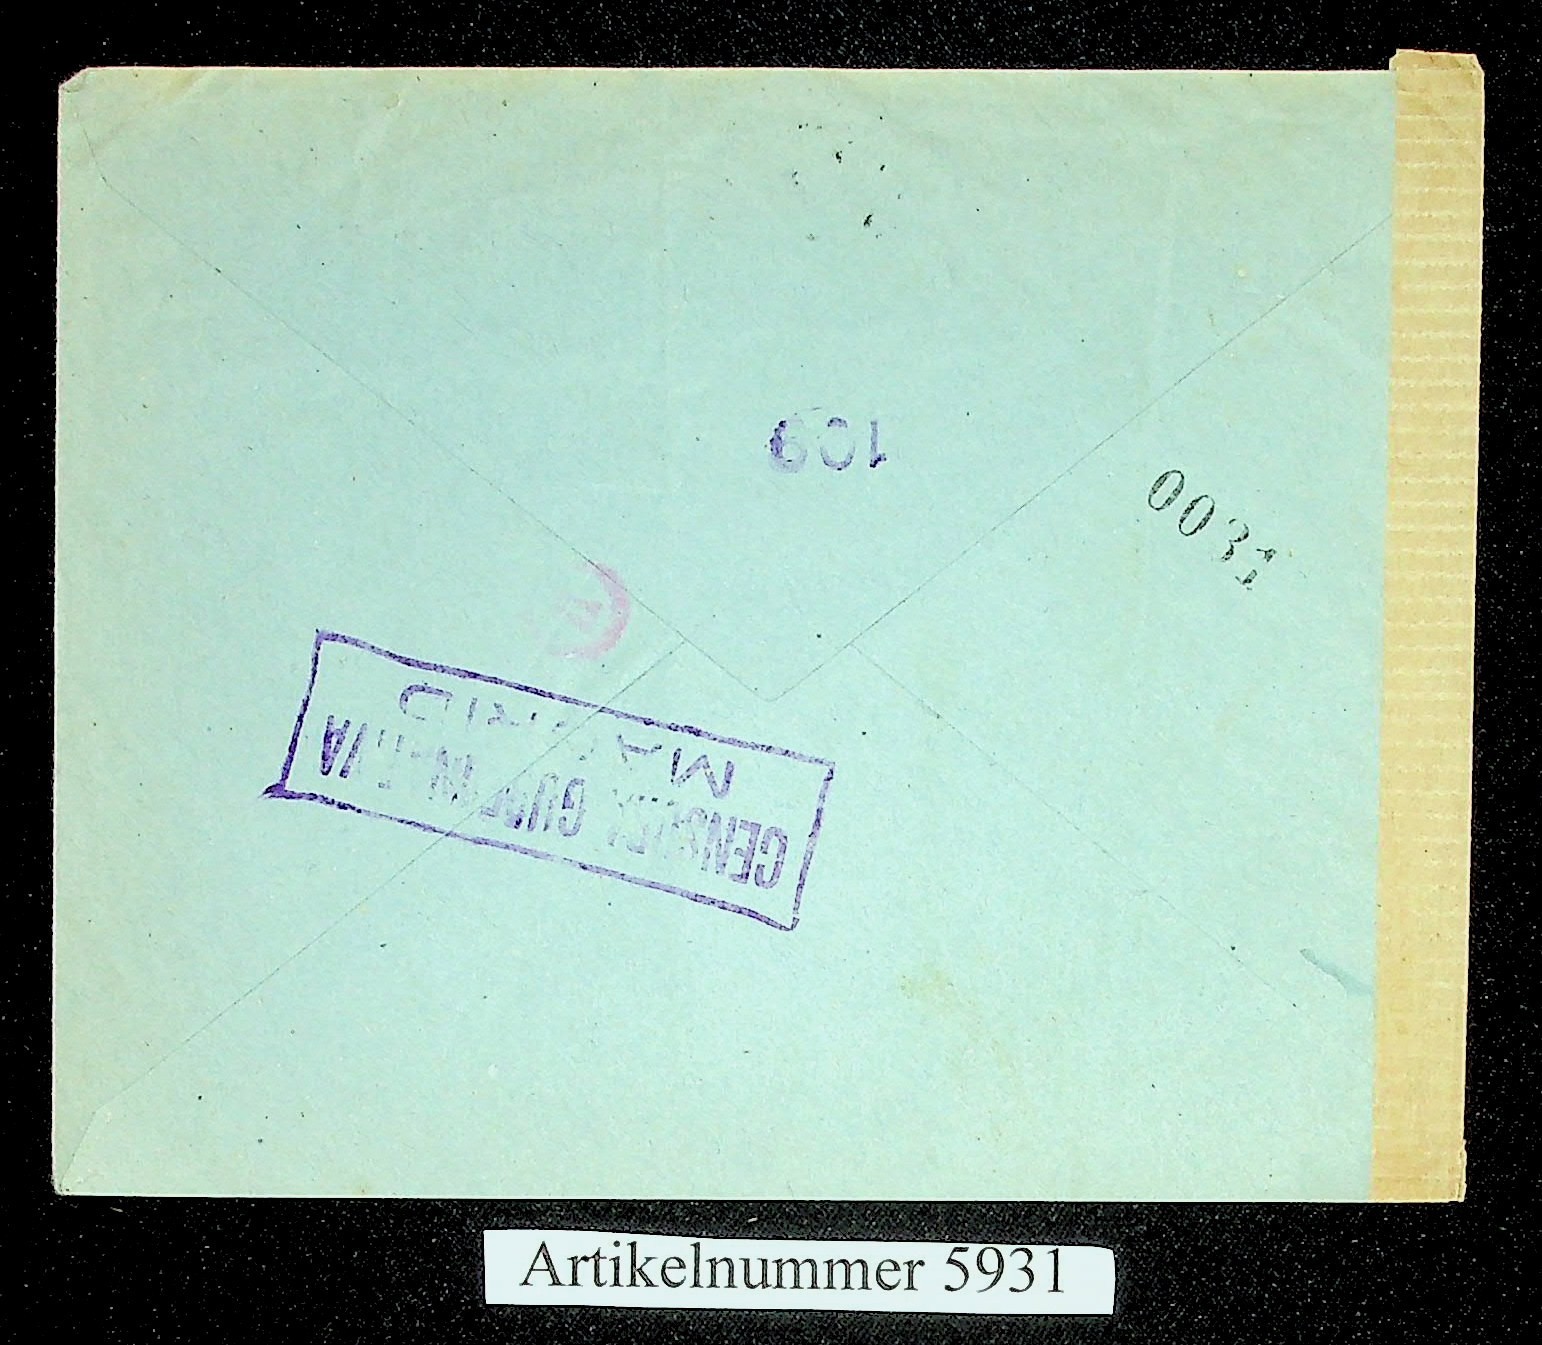 109
0031
CENSURA GUBERNATIVA
MADRID
Artikelnummer 5931